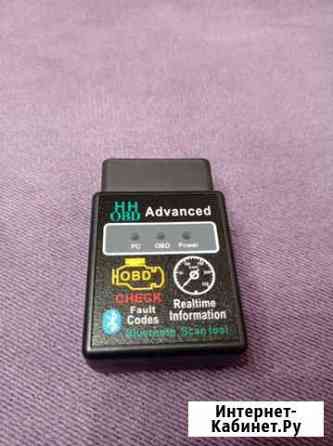 HH
OBD Advanced
PC OBD Power
OBD
CHECK
Fault
Codes
Realtime
Information
Bluetooth Scan tool
Интернет-
Кабинет.Ру